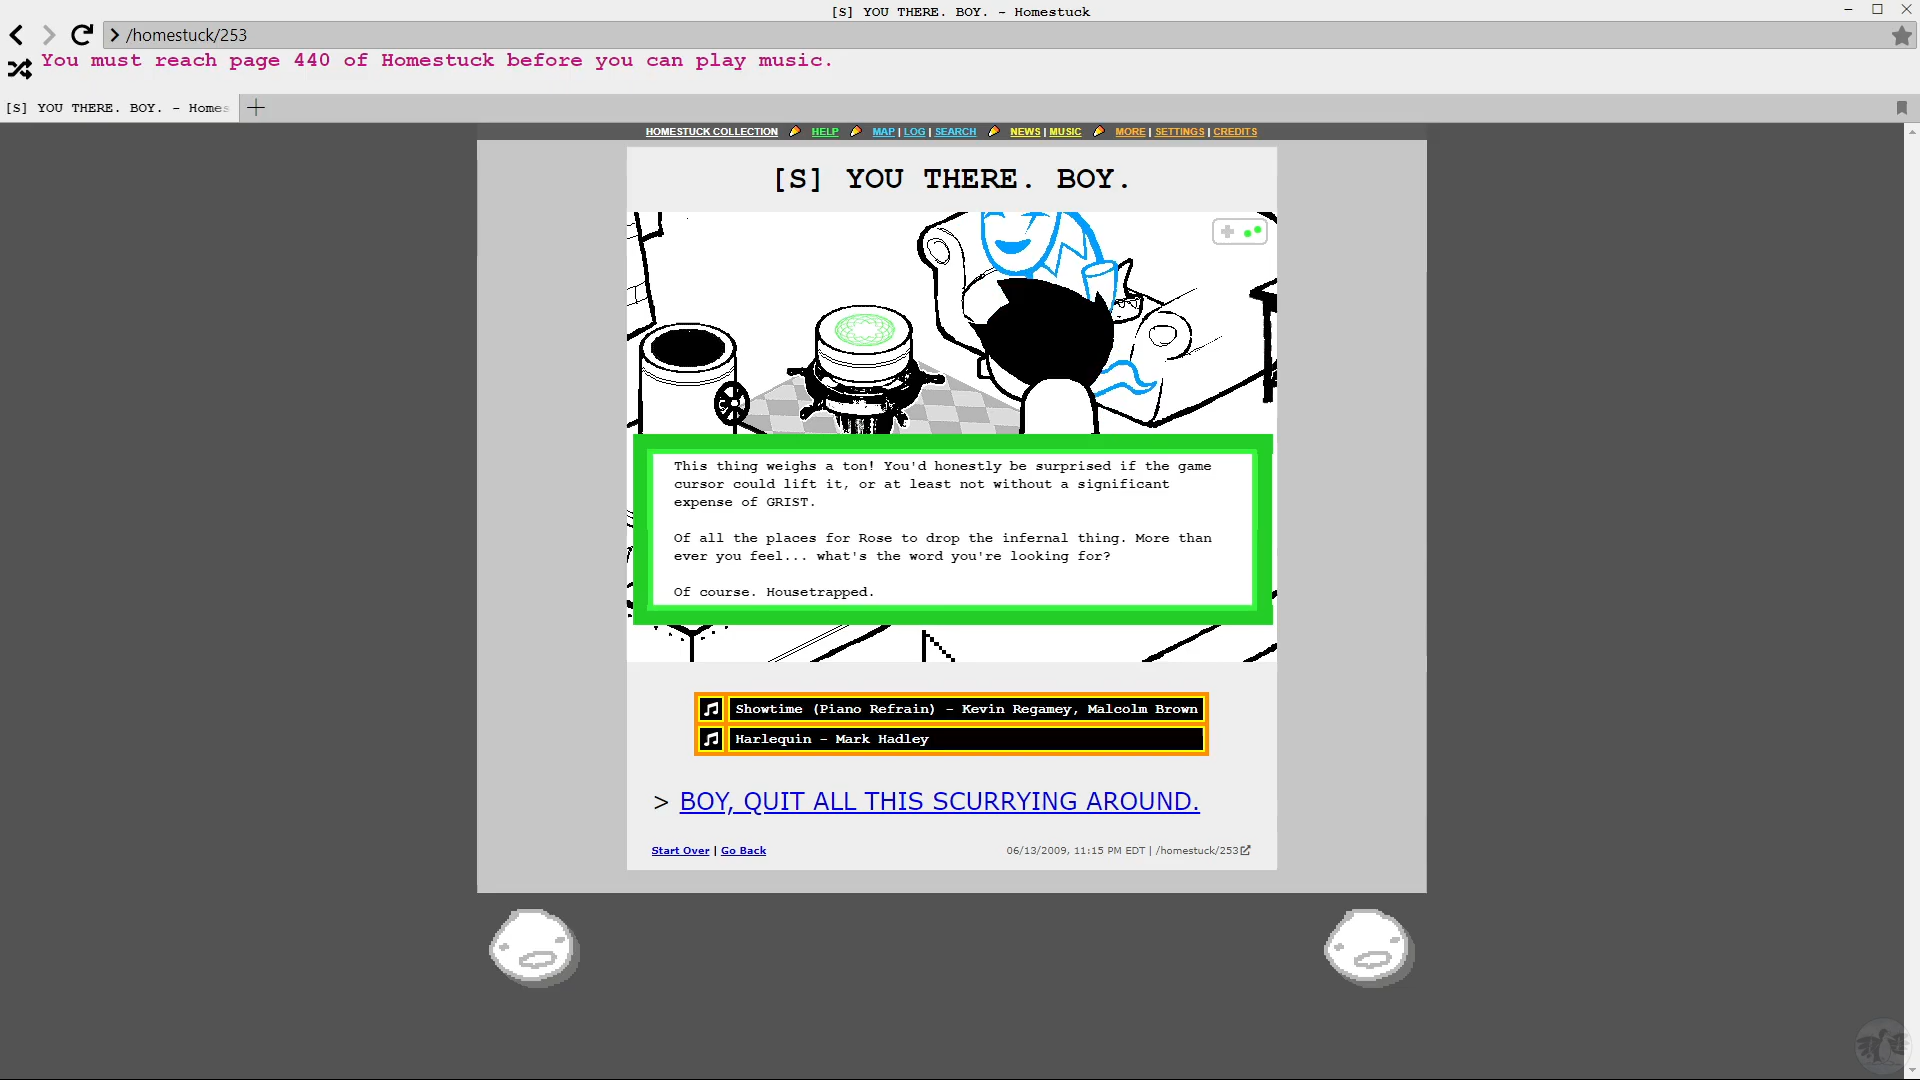 [S] YOU THERE. BOY. - Homestuck
/homestuck/253
You must reach page 440 of Homestuck before you can play music.
[S] YOU THERE. BOY. - Homes
HOMESTUCK COLLECTION HELP MAP | LOG | SEARCH NEWS | MUSIC MORE | SETTINGS | CREDITS
[S] YOU THERE. BOY.
This thing weighs a ton! You'd honestly be surprised if the game
cursor could lift it, or at least not without a significant
expense of GRIST.
Of all the places for Rose to drop the infernal thing. More than
ever you feel... what's the word you're looking for?
Of course. Housetrapped.
Showtime (Piano Refrain) - Kevin Regamey, Malcolm Brown
Harlequin - Mark Hadley
> BOY, QUIT ALL THIS SCURRYING AROUND.
Start Over | Go Back
06/13/2009, 11:15 PM EDT | /homestuck/253